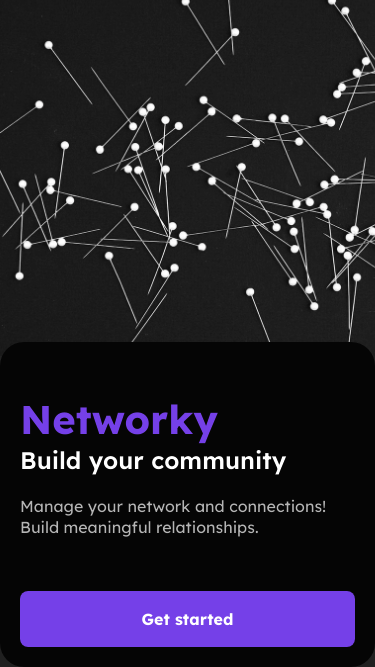 Networky
Build your community
Manage your network and connections!
Build meaningful relationships.
Get started